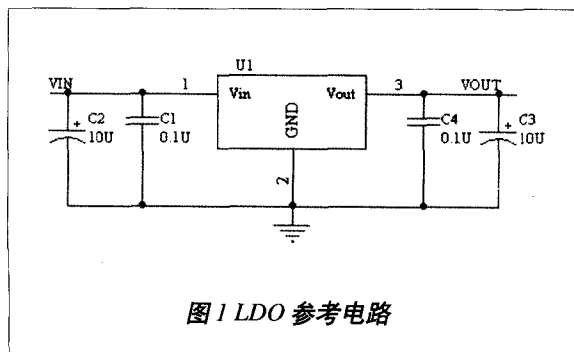 U1
VIN
1
Vin
Vout
3
VOUT
GND
2
+
C2
10U
C1
0.1U
C4
0.1U
+
C3
10U
图1 LDO 参考电路